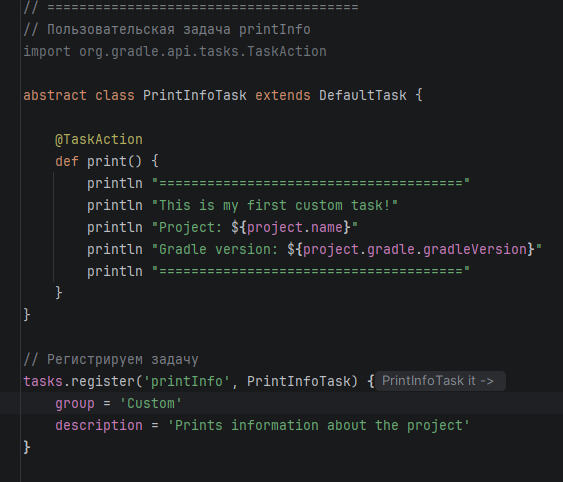 // ======================================
// Пользовательская задача printInfo
import org.gradle.api.tasks.TaskAction
abstract class PrintInfoTask extends DefaultTask {
@TaskAction
def print() {
println "======================================"
println "This is my first custom task!"
println "Project: ${project.name}"
println "Gradle version: ${project.gradle.gradleVersion}"
println "======================================"
}
}
// Регистрируем задачу
tasks.register('printInfo', PrintInfoTask) { PrintInfoTask it ->
group = 'Custom'
description = 'Prints information about the project'
}